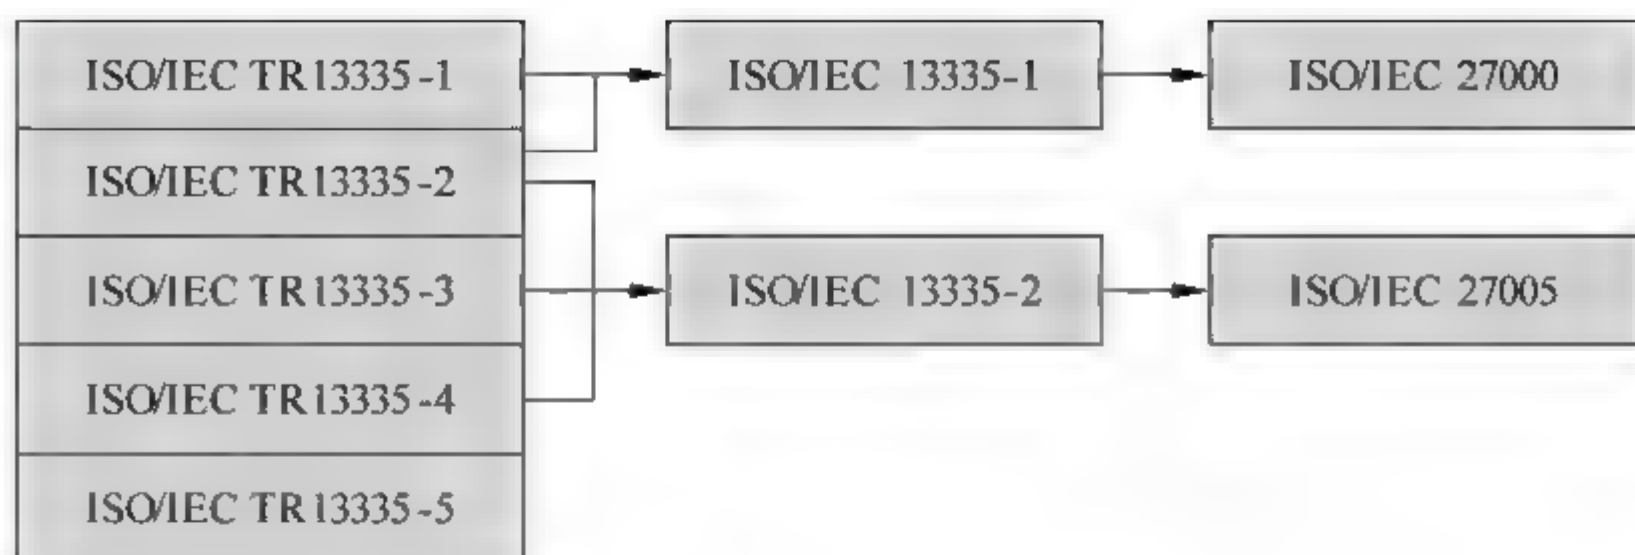 ISO/IEC TR13335-1
ISO/IEC 13335-1
ISO/IEC 27000
ISO/IEC TR13335-2
ISO/IEC TR13335-3
ISO/IEC 13335-2
ISO/IEC 27005
ISO/IEC TR13335-4
ISO/IEC TR13335-5